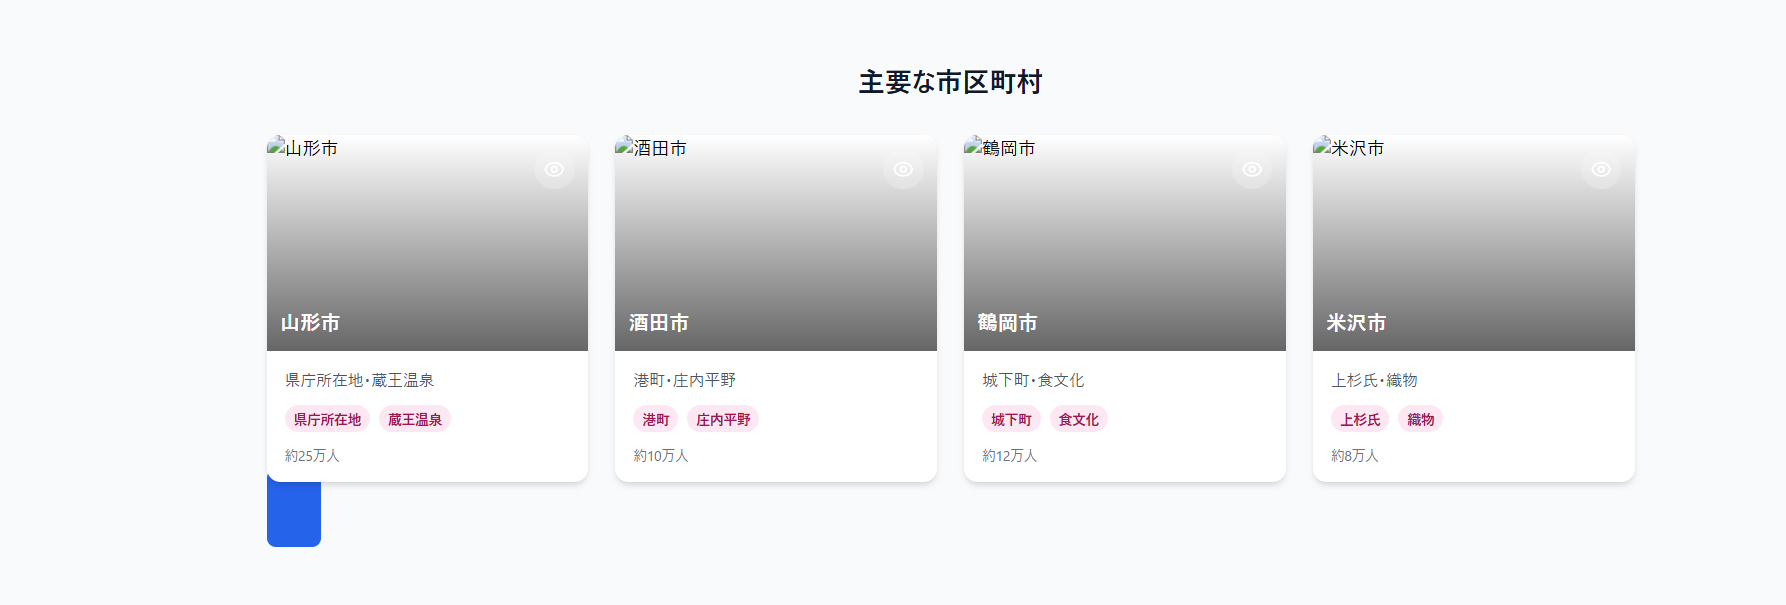 主要な市区町村
山形市
山形市
県庁所在地・蔵王温泉
県庁所在地 蔵王温泉
約25万人
酒田市
酒田市
港町・庄内平野
港町 庄内平野
約10万人
鶴岡市
鶴岡市
城下町・食文化
城下町 食文化
約12万人
米沢市
米沢市
上杉氏・織物
上杉氏 織物
約8万人